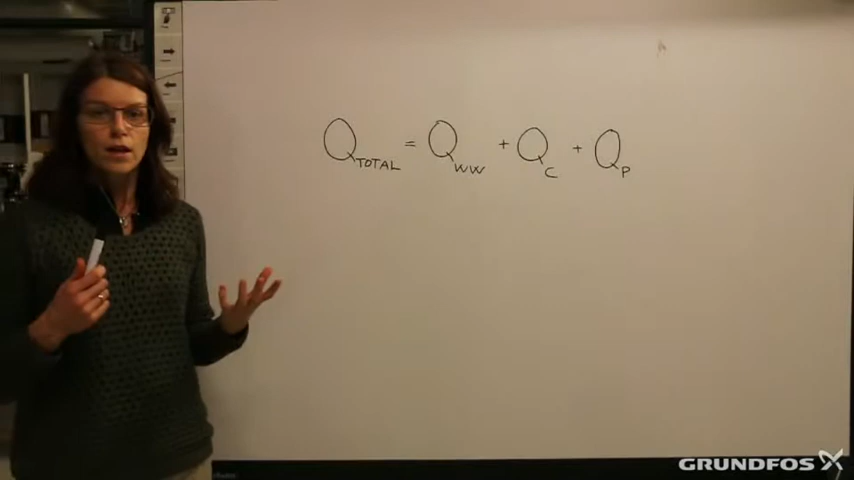 Q TOTAL = Q WW + Q C + Q P
GRUNDFOS